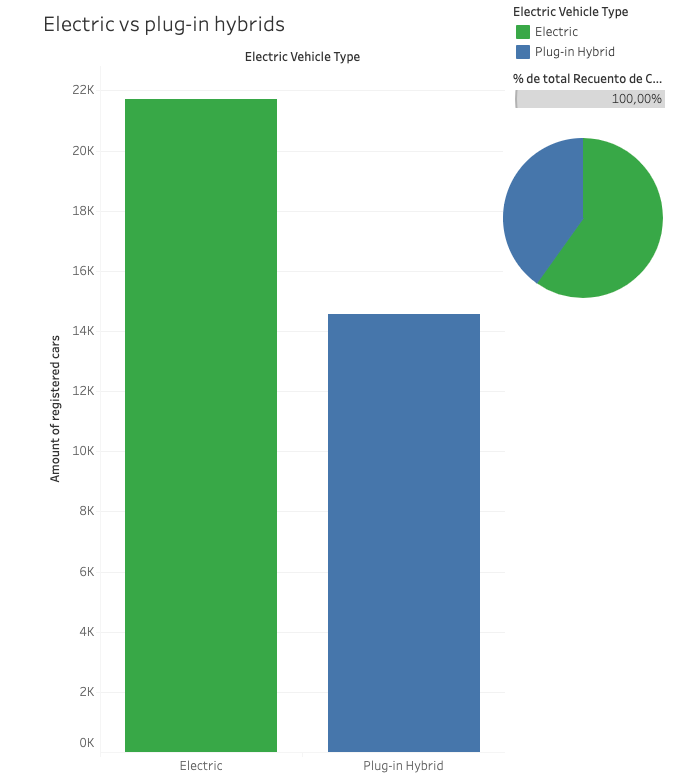 Electric vs plug-in hybrids
Electric Vehicle Type
22K
20K
18K
16K
14K
12K
10K
8K
6K
4K
2K
0K
Amount of registered cars
Electric
Plug-in Hybrid
Electric Vehicle Type
Electric
Plug-in Hybrid
% de total Recuento de C...
100,00%